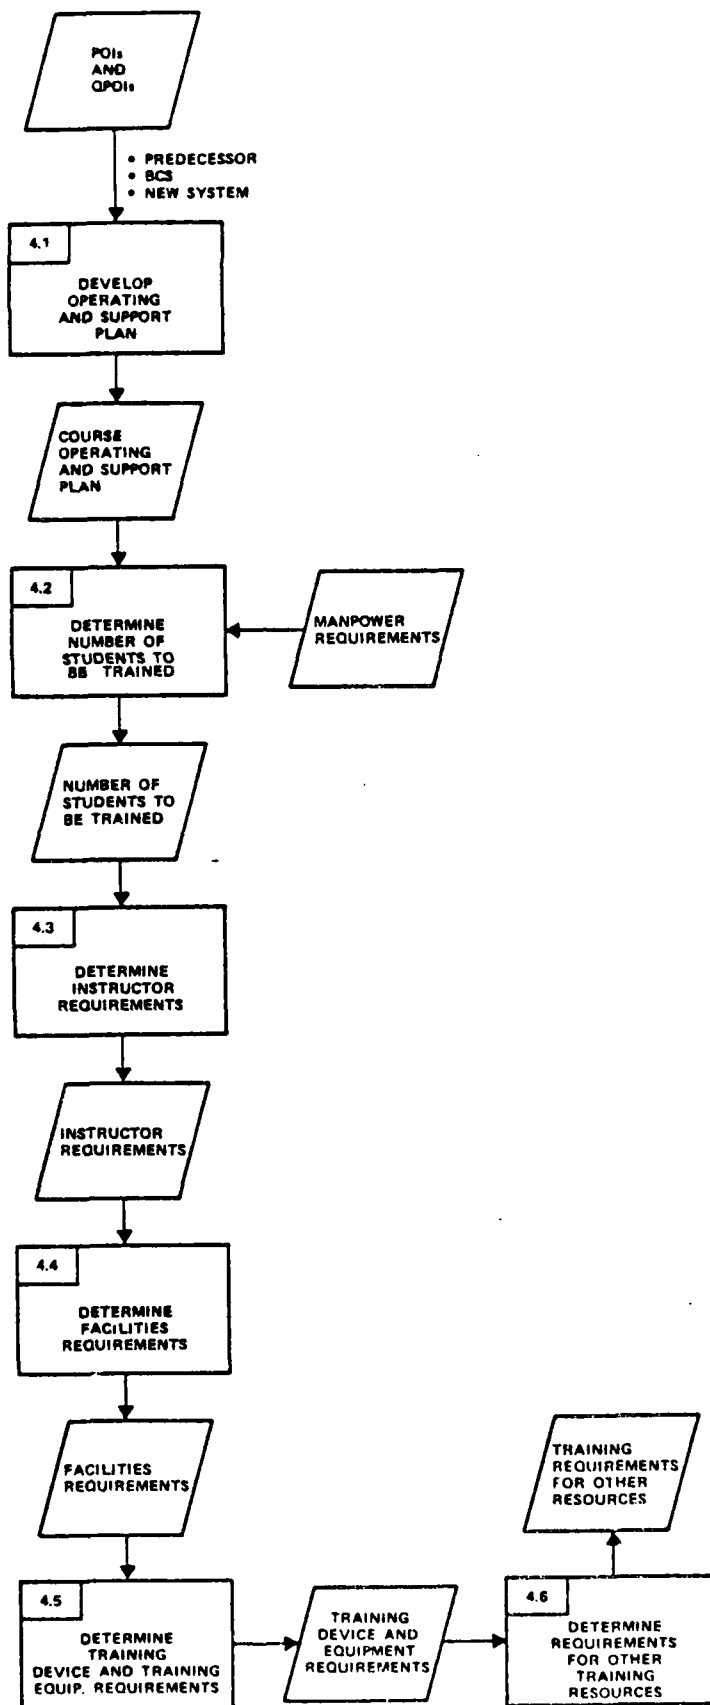 POIs
AND
QPOIs
• PREDECESSOR
• BCS
• NEW SYSTEM
4.1
DEVELOP
OPERATING
AND SUPPORT
PLAN
COURSE
OPERATING
AND SUPPORT
PLAN
4.2
DETERMINE
NUMBER OF
STUDENTS TO
BE TRAINED
MANPOWER
REQUIREMENTS
NUMBER OF
STUDENTS TO
BE TRAINED
4.3
DETERMINE
INSTRUCTOR
REQUIREMENTS
INSTRUCTOR
REQUIREMENTS
4.4
DETERMINE
FACILITIES
REQUIREMENTS
FACILITIES
REQUIREMENTS
4.5
DETERMINE
TRAINING
DEVICE AND TRAINING
EQUIP. REQUIREMENTS
TRAINING
DEVICE AND
EQUIPMENT
REQUIREMENTS
4.6
DETERMINE
REQUIREMENTS
FOR OTHER
TRAINING
RESOURCES
TRAINING
REQUIREMENTS
FOR OTHER
RESOURCES